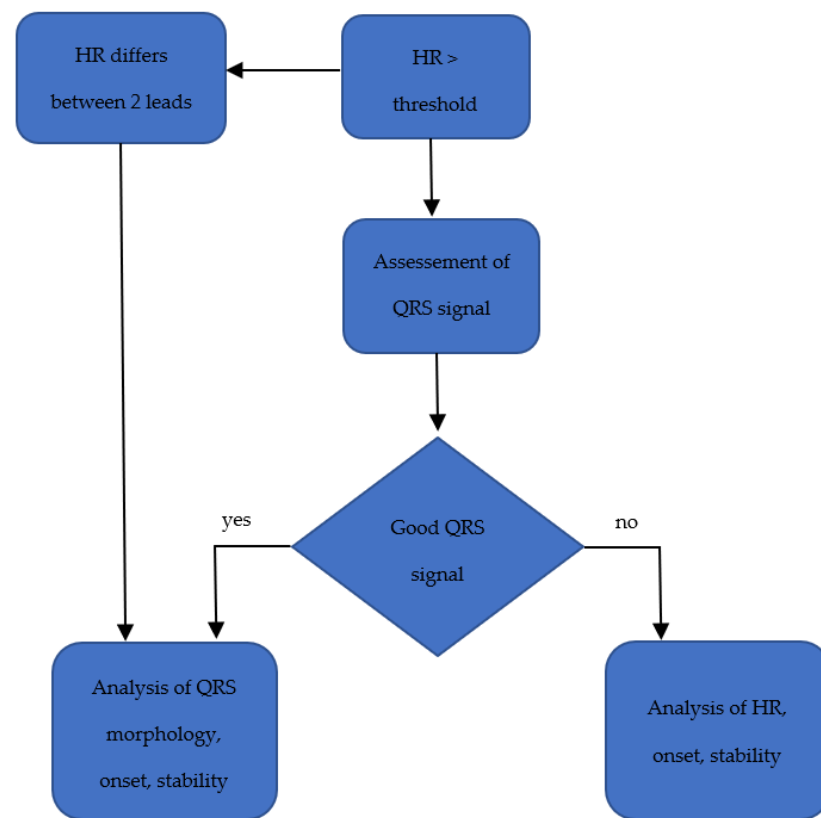 HR differs
between 2 leads
HR >
threshold
Assessement of
QRS signal
yes
Good QRS
signal
no
Analysis of QRS
morphology,
onset, stability
Analysis of HR,
onset, stability